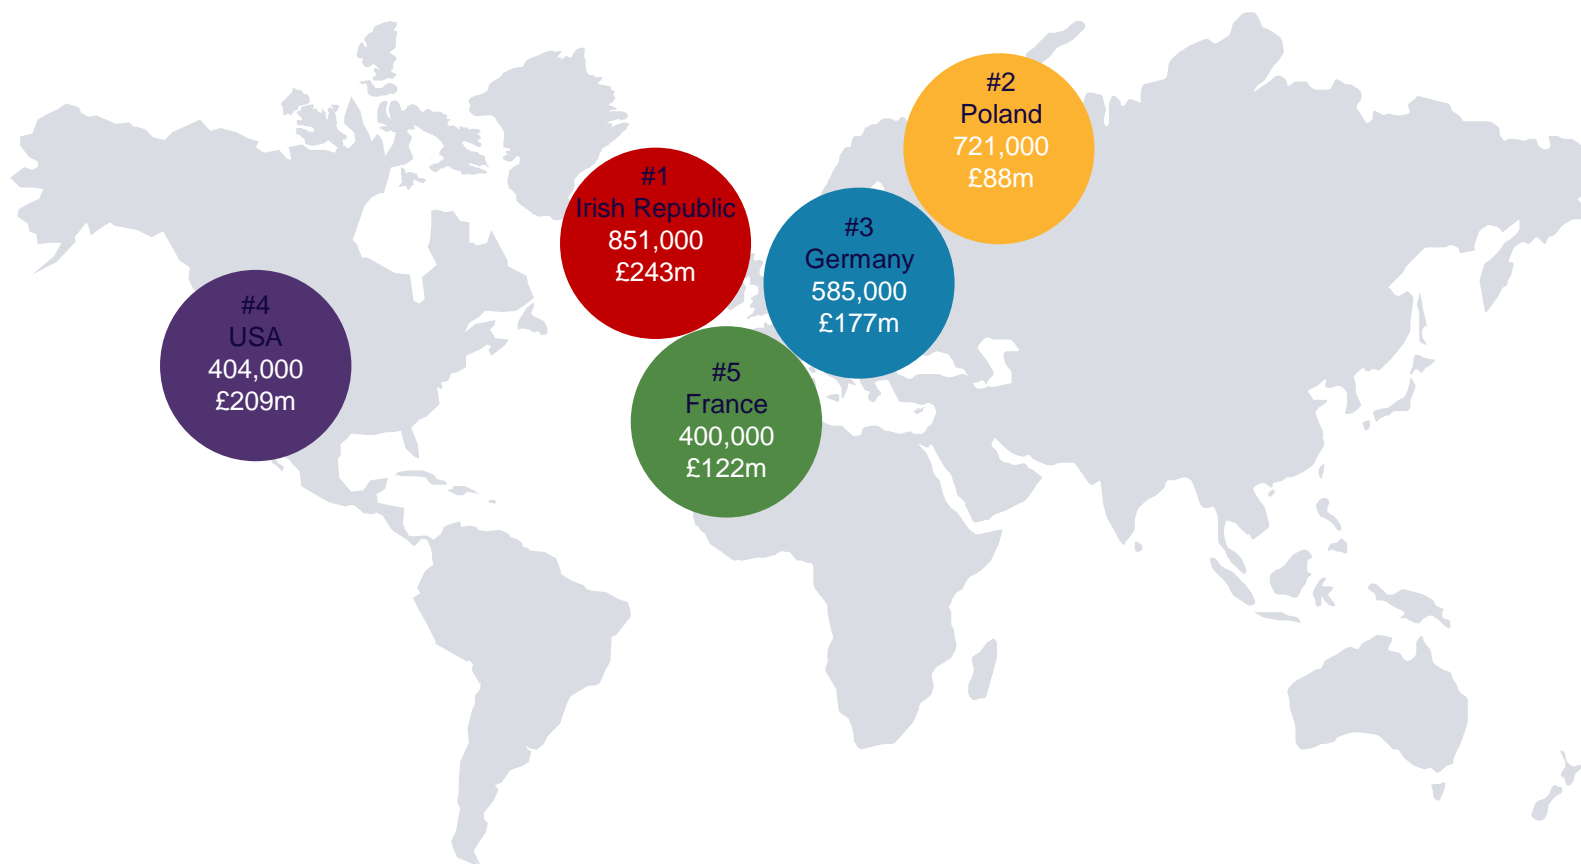 #1
Irish Republic
851,000
£243m
#2
Poland
721,000
£88m
#3
Germany
585,000
£177m
#4
USA
404,000
£209m
#5
France
400,000
£122m